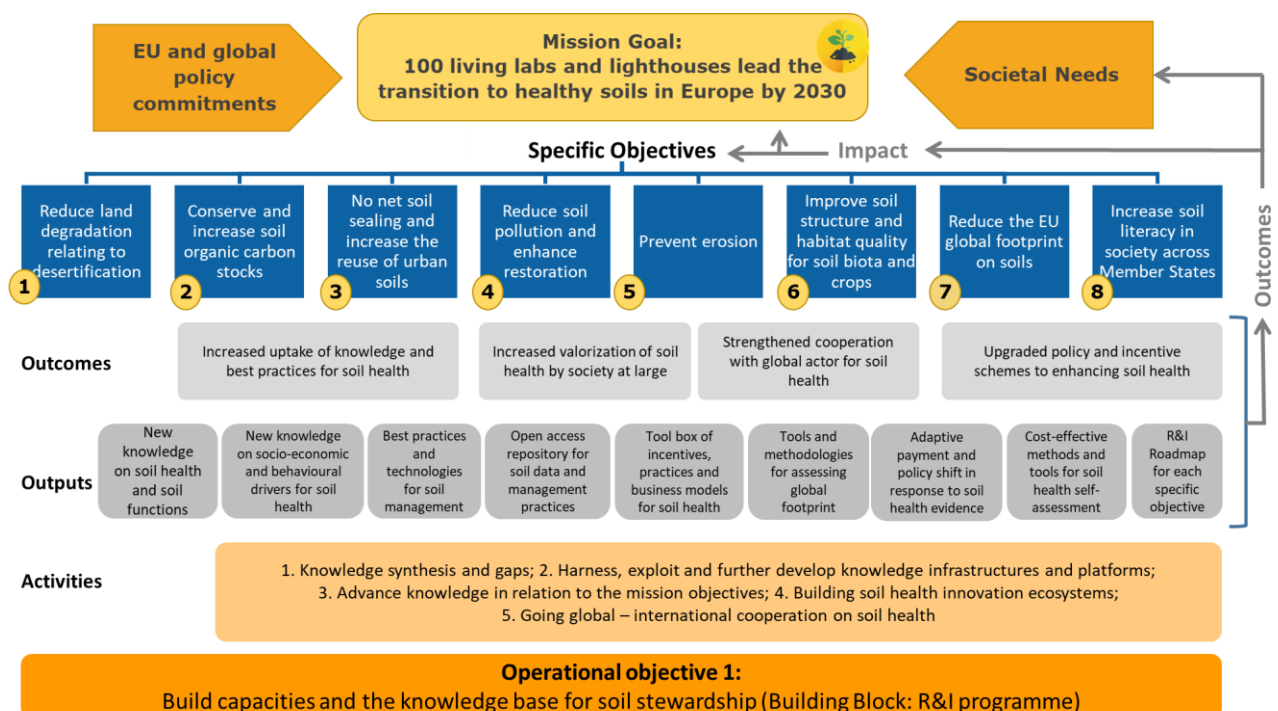 EU and global
policy
commitments
Mission Goal:
100 living labs and lighthouses lead the
transition to healthy soils in Europe by 2030
Societal Needs
Specific Objectives
Impact
Outcomes
Reduce land
degradation
relating to
desertification
1
Conserve and
increase soil
organic carbon
stocks
2
No net soil
sealing and
increase the
reuse of urban
soils
3
Reduce soil
pollution and
enhance
restoration
4
Prevent erosion
5
Improve soil
structure and
habitat quality
for soil biota and
crops
6
Reduce the EU
global footprint
on soils
7
Increase soil
literacy in
society across
Member States
8
Outcomes
Increased uptake of knowledge and
best practices for soil health
Increased valorization of soil
health by society at large
Strengthened cooperation
with global actor for soil
health
Upgraded policy and incentive
schemes to enhancing soil health
Outputs
New
knowledge
on soil health
and soil
functions
New knowledge
on socio-economic
and behavioural
drivers for soil
health
Best practices
and
technologies
for soil
management
Open access
repository for
soil data and
management
practices
Tool box of
incentives,
practices and
business models
for soil health
Tools and
methodologies
for assessing
global
footprint
Adaptive
payment and
policy shift in
response to soil
health evidence
Cost-effective
methods and
tools for soil
health self-
assessment
R&I
Roadmap
for each
specific
objective
Activities
1. Knowledge synthesis and gaps; 2. Harness, exploit and further develop knowledge infrastructures and platforms;
3. Advance knowledge in relation to the mission objectives; 4. Building soil health innovation ecosystems;
5. Going global – international cooperation on soil health
Operational objective 1:
Build capacities and the knowledge base for soil stewardship (Building Block: R&I programme)